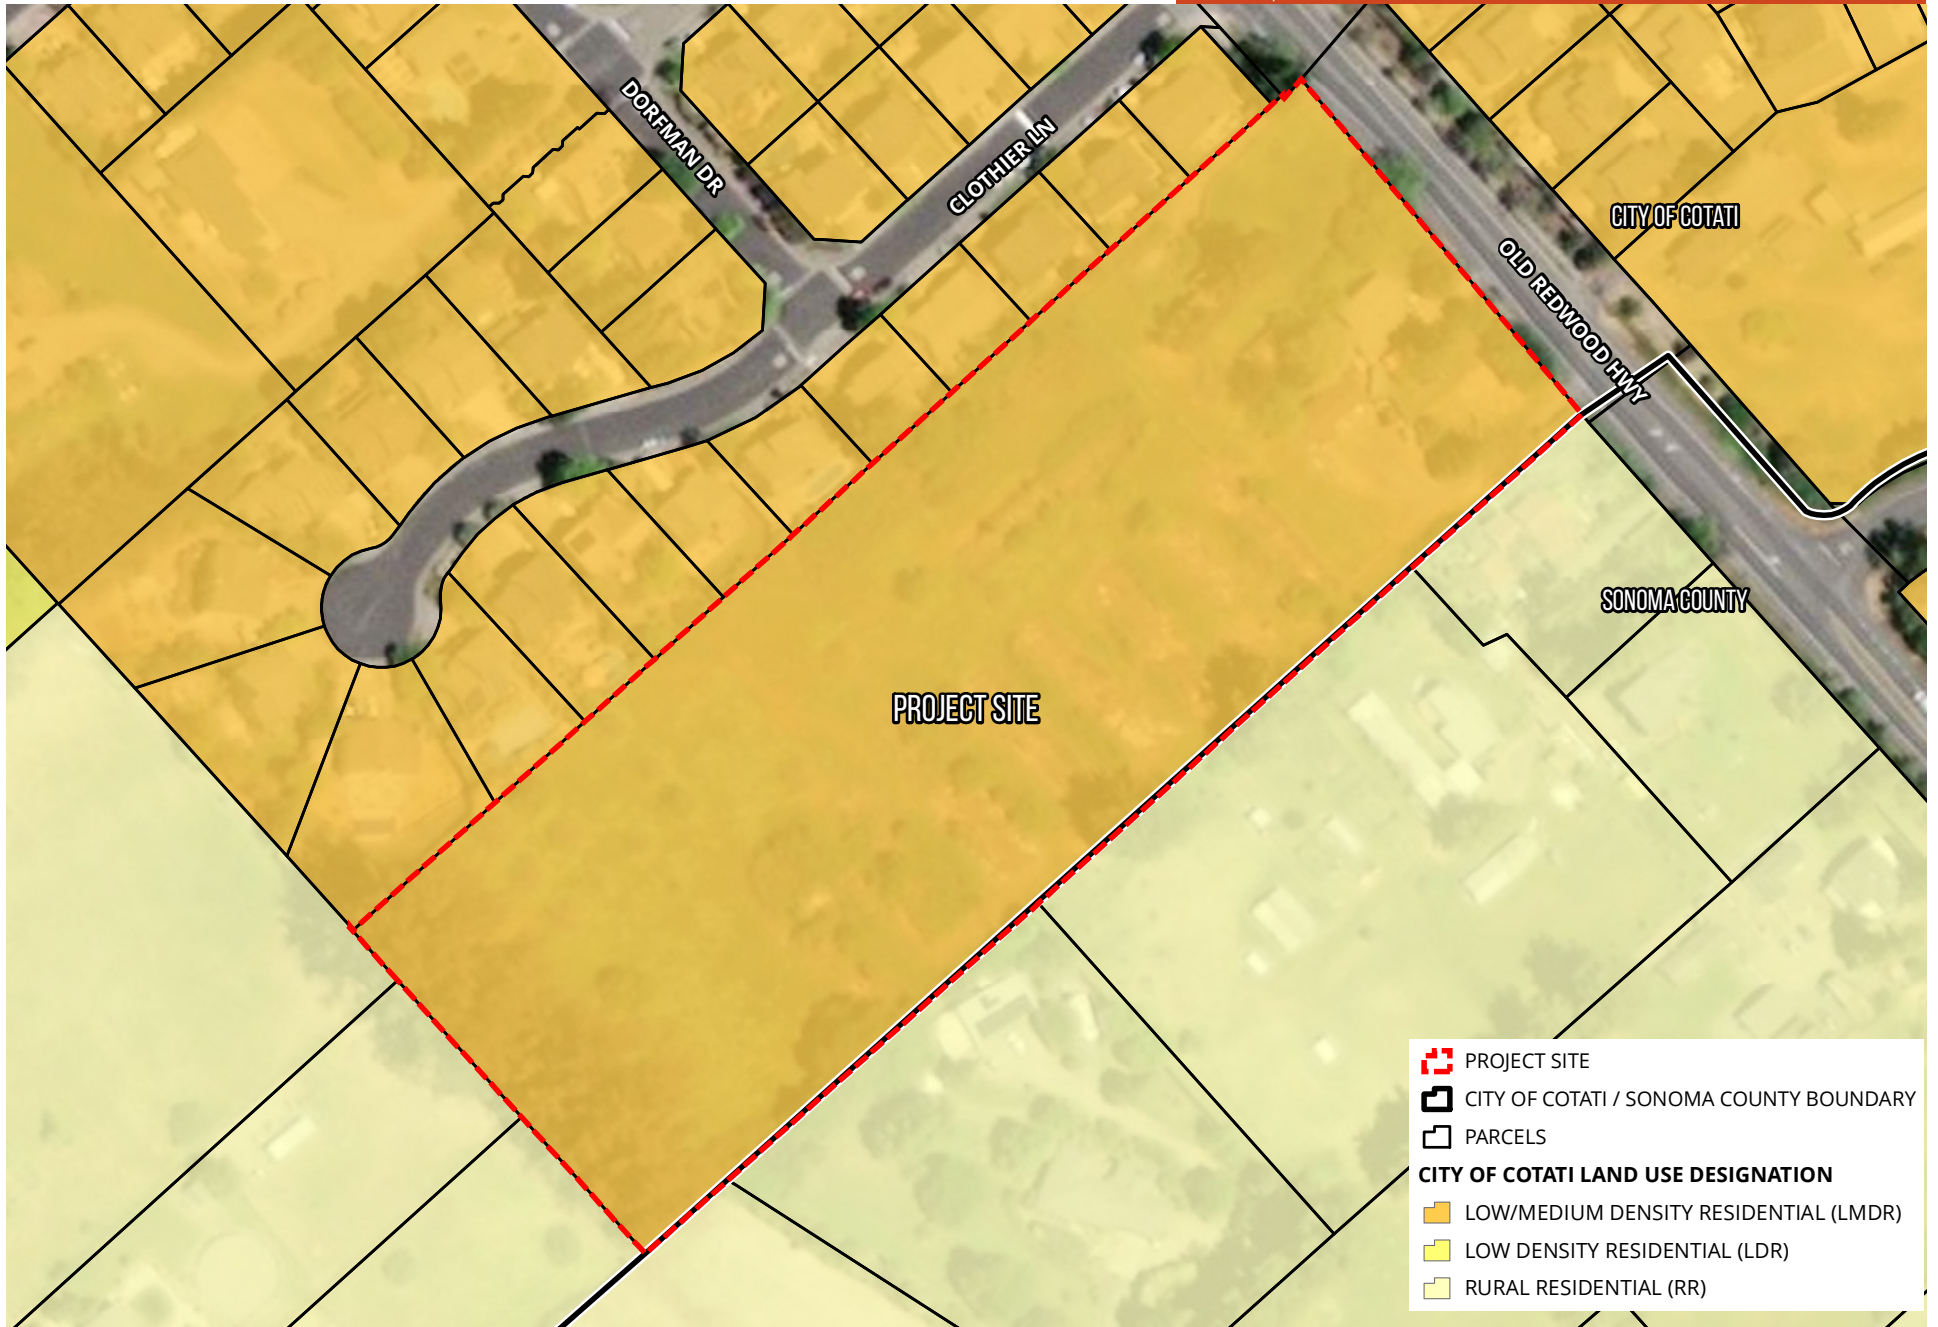 DORFMAN DR
CLOTHIER LN
CITY OF COTATI
OLD REDWOOD HWY
SONOMA COUNTY
PROJECT SITE
PROJECT SITE
CITY OF COTATI / SONOMA COUNTY BOUNDARY
PARCELS
CITY OF COTATI LAND USE DESIGNATION
LOW/MEDIUM DENSITY RESIDENTIAL (LMDR)
LOW DENSITY RESIDENTIAL (LDR)
RURAL RESIDENTIAL (RR)